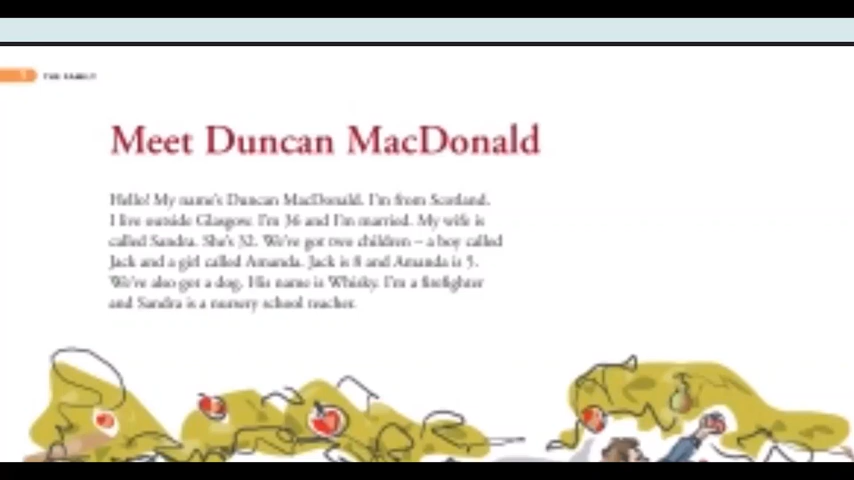 THE FAMILY
Meet Duncan MacDonald
Hello! My name's Duncan MacDonald. I'm from Scotland.
I live outside Glasgow. I'm 36 and I'm married. My wife is
called Sandra. She's 32. We've got two children – a boy called
Jack and a girl called Amanda. Jack is 8 and Amanda is 5.
We've also got a dog. His name is Whisky. I'm a firefighter
and Sandra is a nursery school teacher.